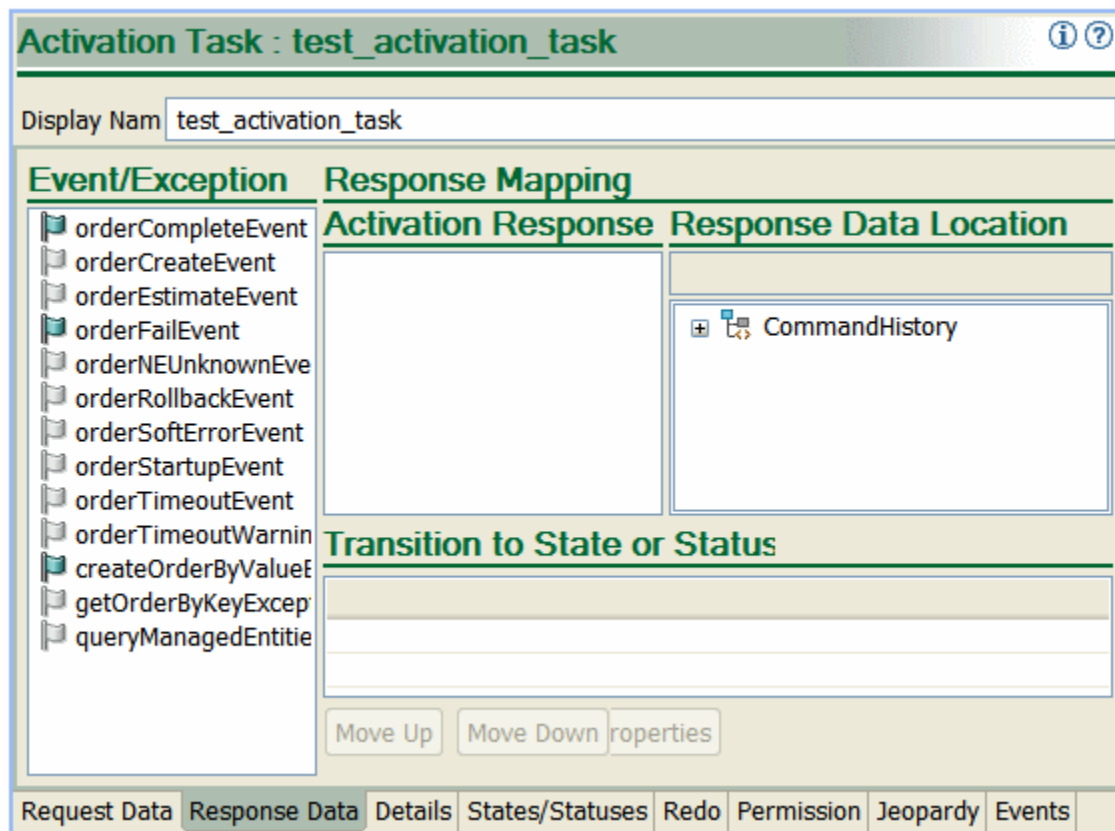 Activation Task : test_activation_task
Display Nam test_activation_task
Event/Exception
orderCompleteEvent
orderCreateEvent
orderEstimateEvent
orderFailEvent
orderNEUnknownEve
orderRollbackEvent
orderSoftErrorEvent
orderStartupEvent
orderTimeoutEvent
orderTimeoutWarnin
createOrderByValueE
getOrderByKeyExcep
queryManagedEntitie
Response Mapping
Activation Response
Response Data Location
CommandHistory
Transition to State or Status
Move Up Move Down roperties
Request Data Response Data Details States/Statuses Redo Permission Jeopardy Events